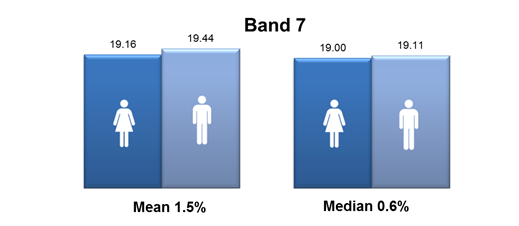 Band 7
19.16
19.44
19.00
19.11
Mean 1.5%
Median 0.6%